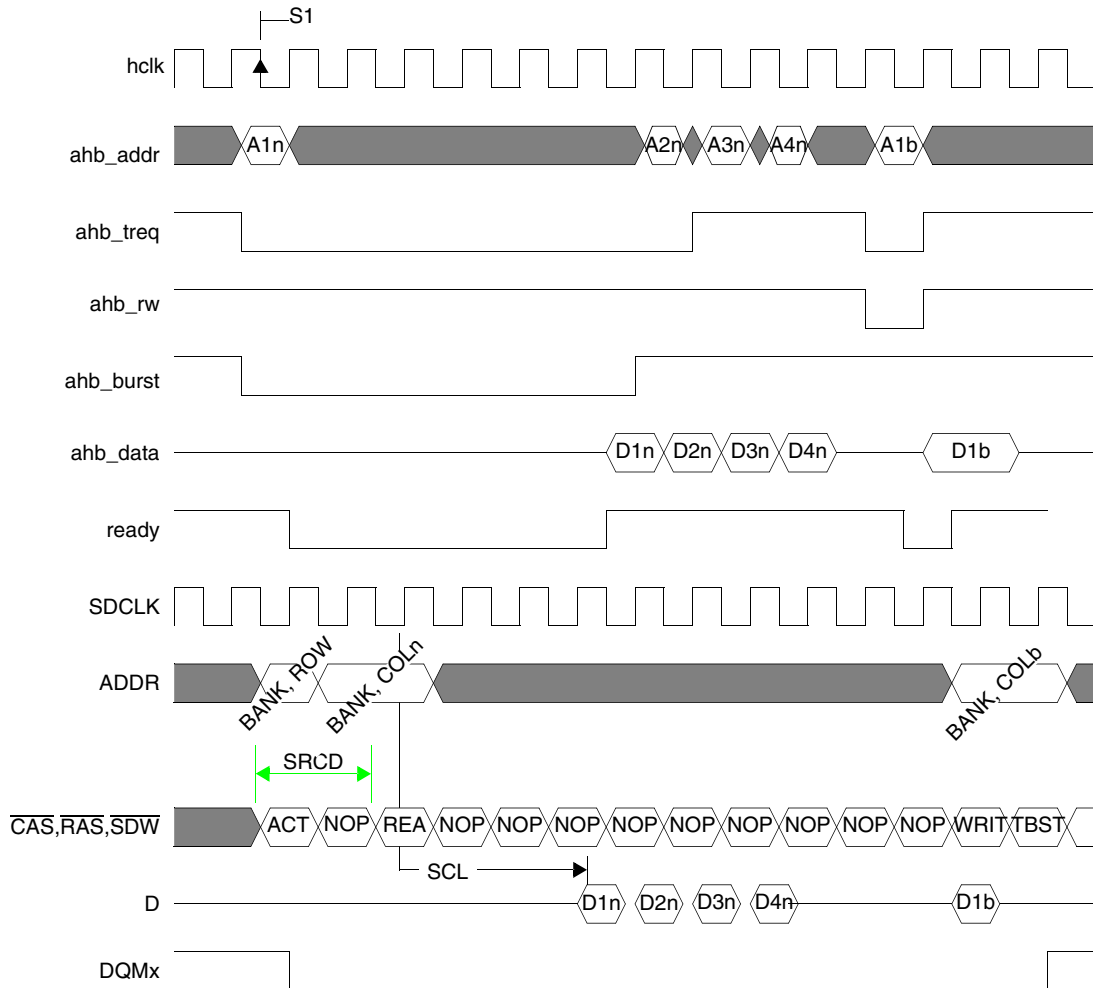 S1
hclk
ahb_addr A1n A2n A3n A4n A1b
ahb_treq
ahb_rw
ahb_burst
ahb_data D1n D2n D3n D4n D1b
ready
SDCLK
ADDR BANK, ROW BANK, COLn BANK, COLb
SRCD
CAS,RAS,SDW ACT NOP REA NOP NOP NOP NOP NOP NOP NOP NOP NOP WRIT TBST
SCL
D D1n D2n D3n D4n D1b
DQMx